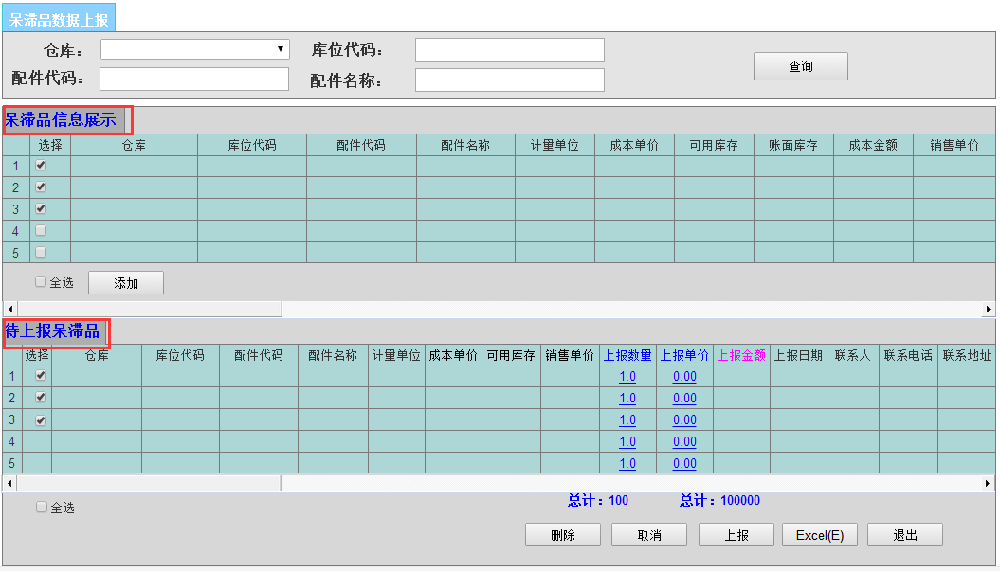 呆滞品数据上报
仓库： 库位代码：
配件代码： 配件名称： 查询
呆滞品信息展示
选择 仓库 库位代码 配件代码 配件名称 计量单位 成本单价 可用库存 账面库存 成本金额 销售单价
1
2
3
4
5
全选 添加
待上报呆滞品
选择 仓库 库位代码 配件代码 配件名称 计量单位 成本单价 可用库存 销售单价 上报数量 上报单价 上报金额 上报日期 联系人 联系电话 联系地址
1 1.0 0.00
2 1.0 0.00
3 1.0 0.00
4 1.0 0.00
5 1.0 0.00
全选 总计：100 总计：100000
删除 取消 上报 Excel(E) 退出